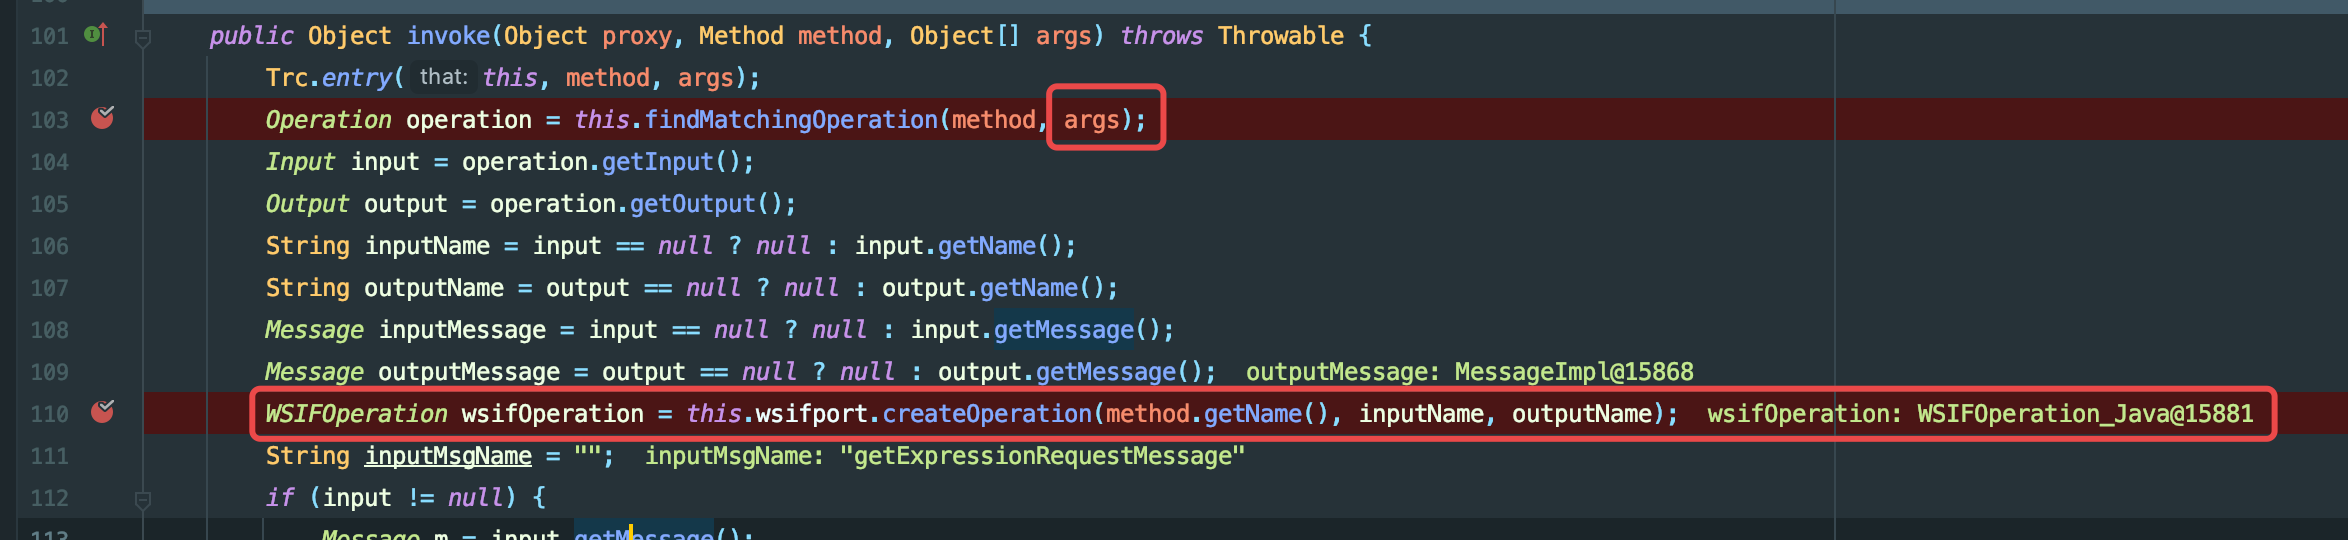 101 public Object invoke(Object proxy, Method method, Object[] args) throws Throwable {
102 Trc.entry( that: this, method, args);
103 Operation operation = this.findMatchingOperation(method, args);
104 Input input = operation.getInput();
105 Output output = operation.getOutput();
106 String inputName = input == null ? null : input.getName();
107 String outputName = output == null ? null : output.getName();
108 Message inputMessage = input == null ? null : input.getMessage();
109 Message outputMessage = output == null ? null : output.getMessage(); outputMessage: MessageImpl@15868
110 WSIFOperation wsifOperation = this.wsifport.createOperation(method.getName(), inputName, outputName); wsifOperation: WSIFOperation_Java@15881
111 String inputMsgName = ""; inputMsgName: "getExpressionRequestMessage"
112 if (input != null) {
113 Message m = input.getMessage();